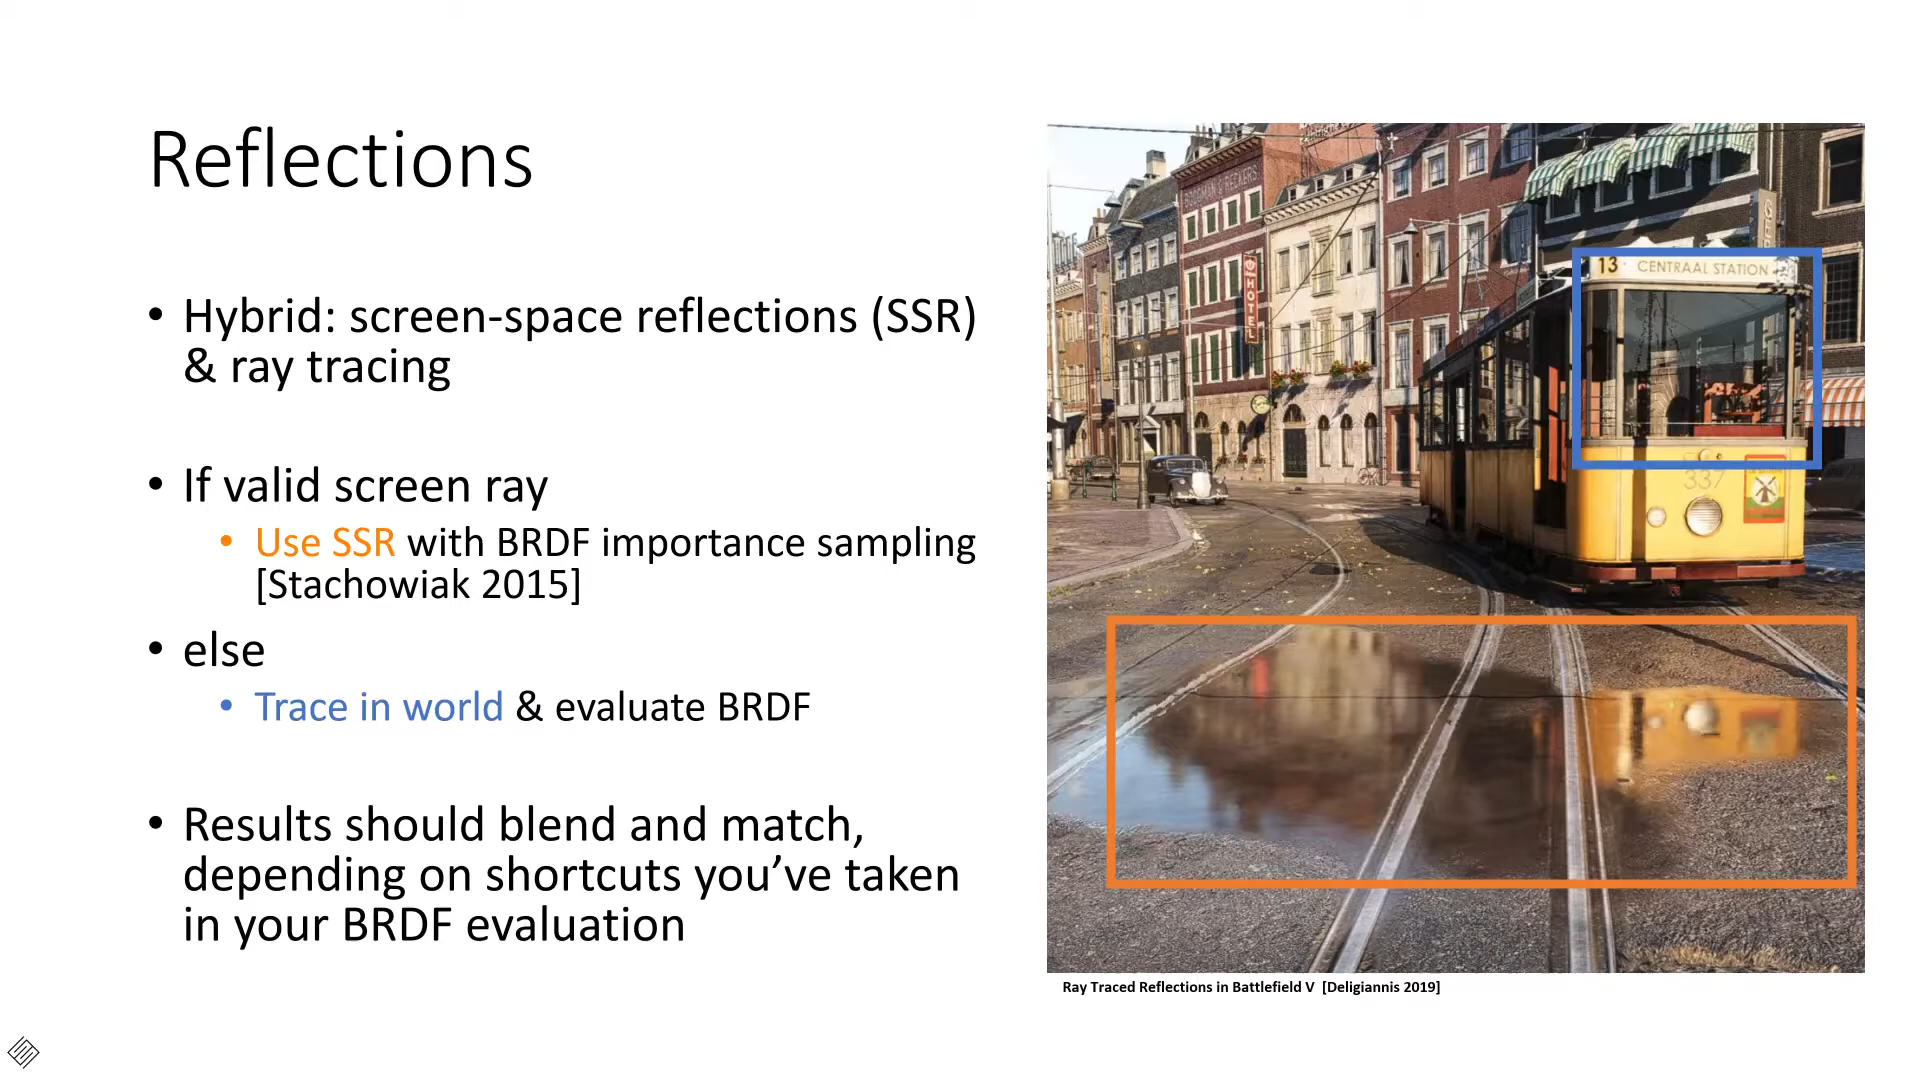 Reflections
• Hybrid: screen-space reflections (SSR)
& ray tracing
• If valid screen ray
• Use SSR with BRDF importance sampling
[Stachowiak 2015]
• else
• Trace in world & evaluate BRDF
• Results should blend and match,
depending on shortcuts you’ve taken
in your BRDF evaluation
HOTEL
13 CENTRAAL STATION
337
Ray Traced Reflections in Battlefield V [Deligiannis 2019]